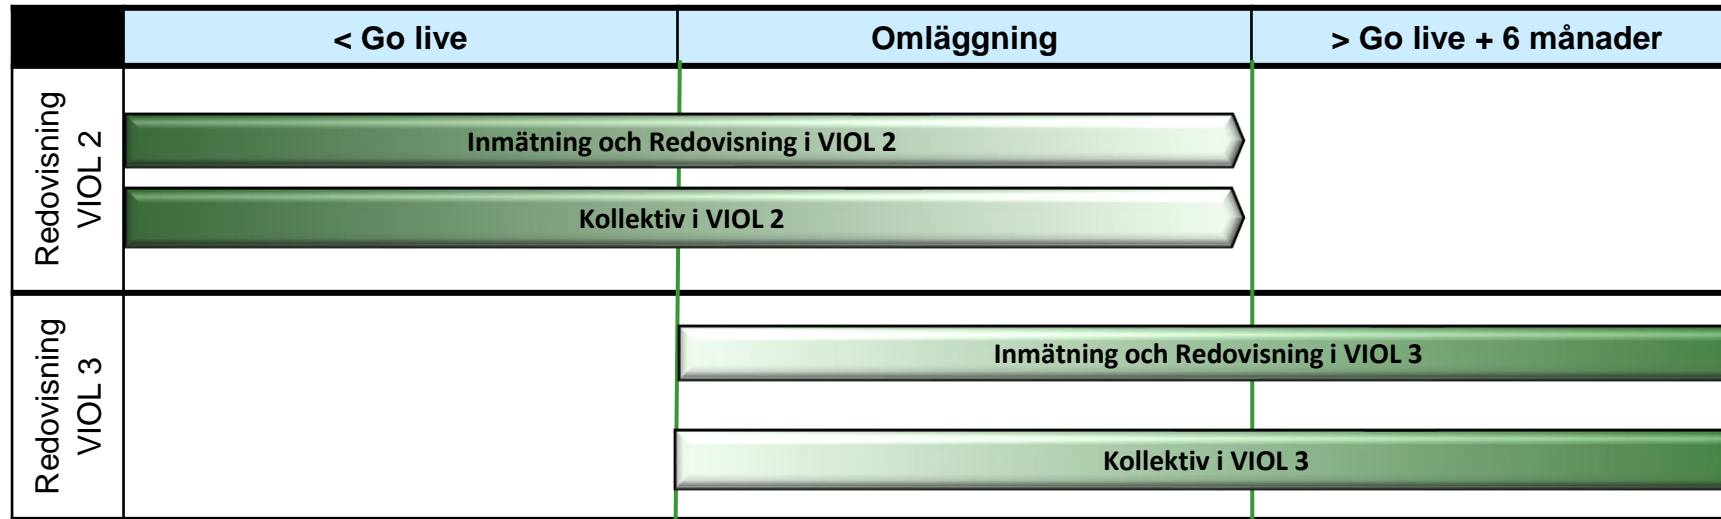 < Go live
Omläggning
> Go live + 6 månader
Redovisning
VIOL 2
Inmätning och Redovisning i VIOL 2
Kollektiv i VIOL 2
Redovisning
VIOL 3
Inmätning och Redovisning i VIOL 3
Kollektiv i VIOL 3